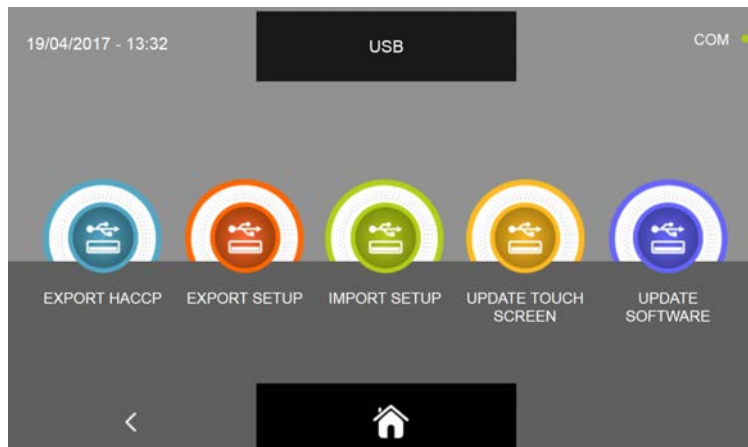 19/04/2017 - 13:32
USB
COM
EXPORT HACCP
EXPORT SETUP
IMPORT SETUP
UPDATE TOUCH
SCREEN
UPDATE
SOFTWARE